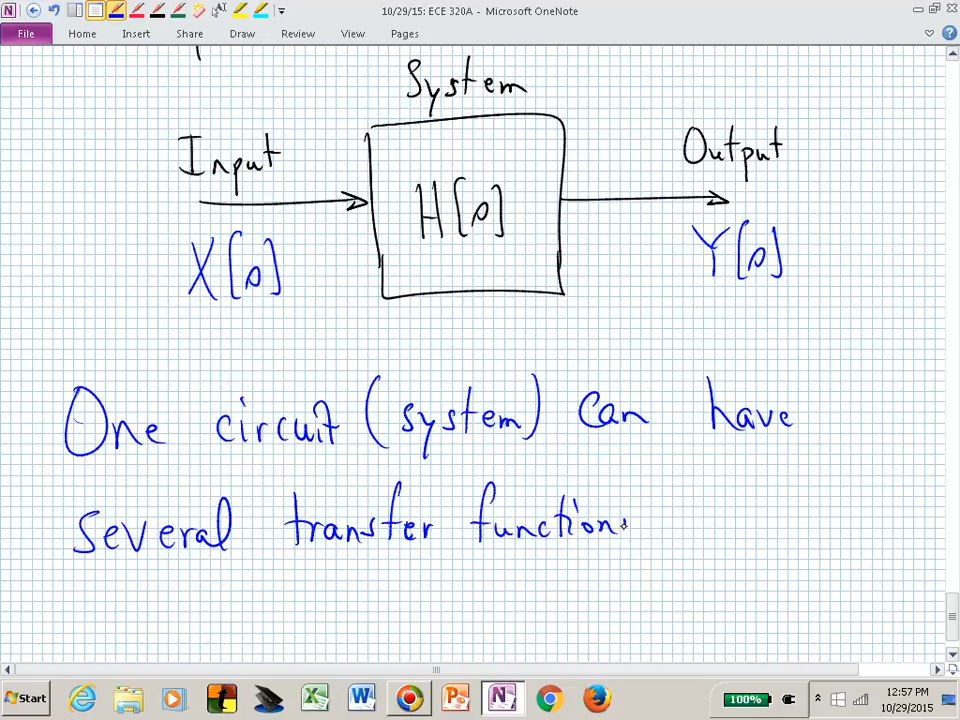 10/29/15: ECE 320A - Microsoft OneNote
File Home Insert Share Draw Review View Pages
System
Input
Output
H[s]
X[s]
Y[s]
One circuit (system) can have
several transfer function
Start
100%
12:57 PM
10/29/2015